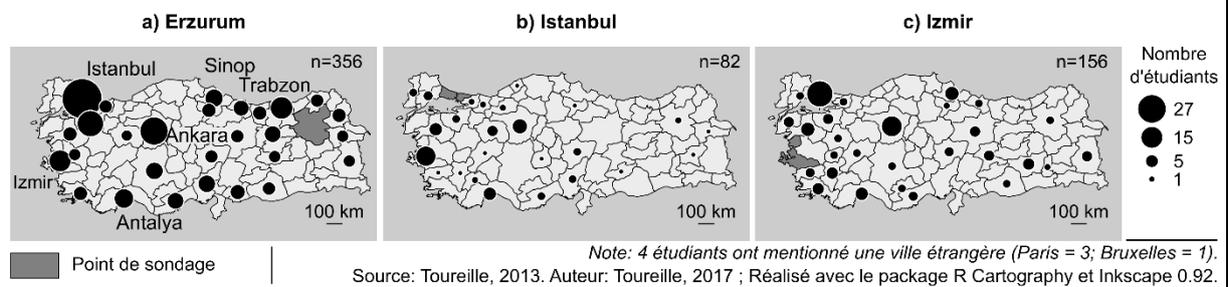 a) Erzurum
b) Istanbul
c) Izmir
n=356
Istanbul
Sinop
Trabzon
Ankara
Izmir
Antalya
100 km
n=82
100 km
n=156
100 km
Nombre
d'étudiants
27
15
5
1
Point de sondage
Note: 4 étudiants ont mentionné une ville étrangère (Paris = 3; Bruxelles = 1).
Source: Toureille, 2013. Auteur: Toureille, 2017 ; Réalisé avec le package R Cartography et Inkscape 0.92.